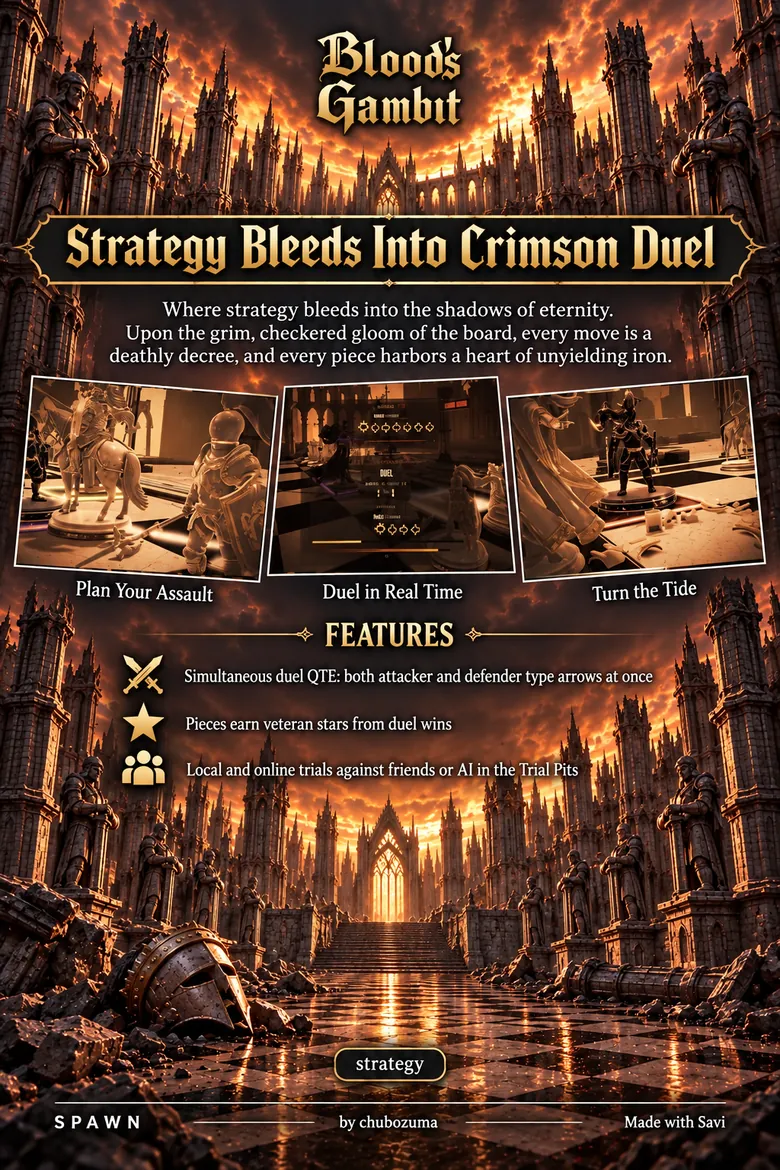 Blood's
Gambit
Strategy Bleeds Into Crimson Duel
Where strategy bleeds into the shadows of eternity.
Upon the grim, checkered gloom of the board, every move is a
deathly decree, and every piece harbors a heart of unyielding iron.
DUEL
Plan Your Assault
Duel in Real Time
Turn the Tide
FEATURES
Simultaneous duel QTE: both attacker and defender type arrows at once
Pieces earn veteran stars from duel wins
Local and online trials against friends or AI in the Trial Pits
strategy
SPAWN
by chubozuma
Made with Savi